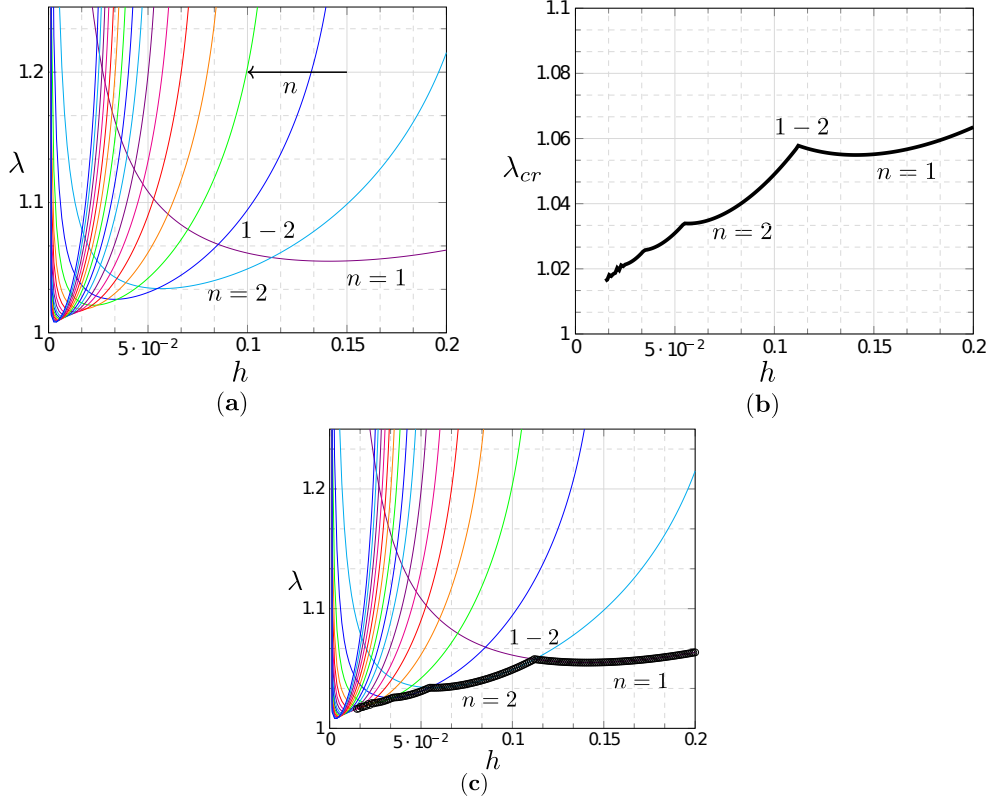 1.2
λ
n
1.1
1 − 2
n = 2
n = 1
1
0
5 · 10⁻²
0.1
0.15
0.2
h
(a)
1.1
1.08
1.06
1 − 2
λcr
n = 1
1.04
n = 2
1.02
1
0
5 · 10⁻²
0.1
0.15
0.2
h
(b)
1.2
λ
1.1
1 − 2
n = 2
n = 1
1
0
5 · 10⁻²
0.1
0.15
0.2
h
(c)